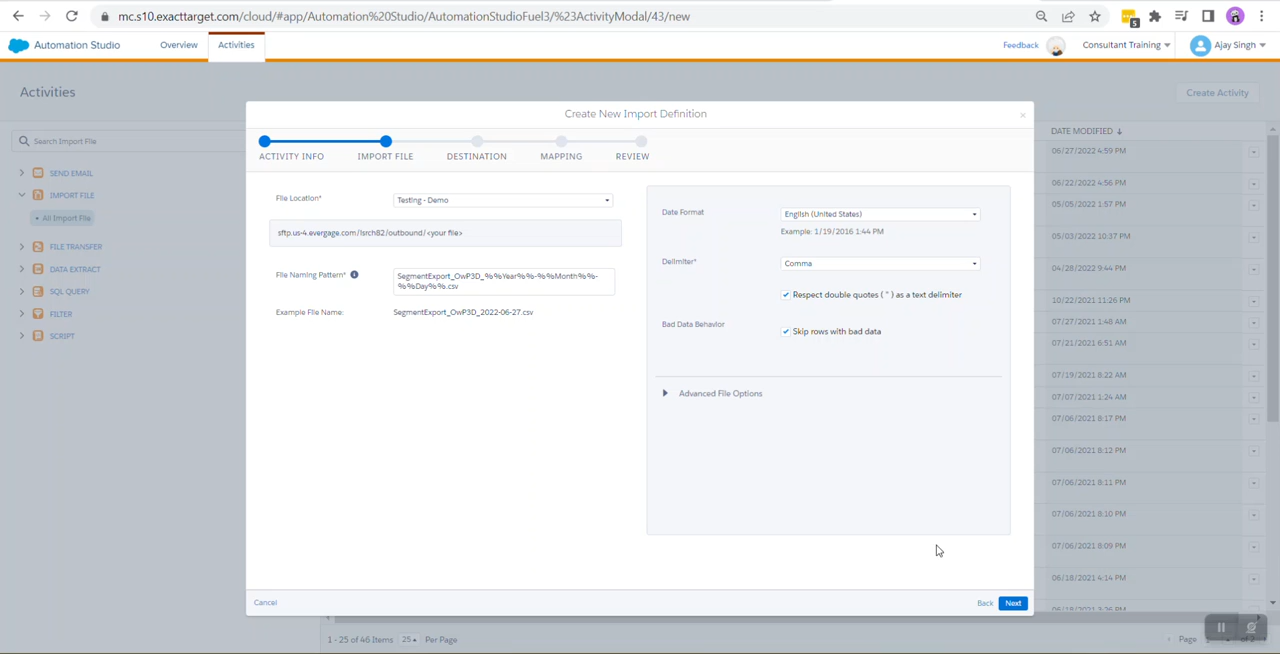 mc.s10.exacttarget.com/cloud/#app/Automation%20Studio/AutomationStudioFuel3/%23ActivityModal/43/new
5
Automation Studio
Overview
Activities
Feedback
Consultant Training
Ajay Singh
Activities
Create Activity
Search Import File
SEND EMAIL
IMPORT FILE
• All Import File
FILE TRANSFER
DATA EXTRACT
SQL QUERY
FILTER
SCRIPT
Create New Import Definition
×
ACTIVITY INFO
IMPORT FILE
DESTINATION
MAPPING
REVIEW
File Location*
Testing - Demo
sftp.us-4.evergage.com/lsrch82/outbound/<your file>
File Naming Pattern*
SegmentExport_OwP3D_%%Year%%-%%Month%%-
%%Day%%.csv
Example File Name:
SegmentExport_OwP3D_2022-06-27.csv
Date Format
English (United States)
Example: 1/19/2016 1:44 PM
Delimiter*
Comma
Respect double quotes ( " ) as a text delimiter
Bad Data Behavior
Skip rows with bad data
Advanced File Options
Cancel
Back
Next
DATE MODIFIED ↓
06/27/2022 4:59 PM
06/22/2022 4:56 PM
05/05/2022 1:57 PM
05/03/2022 10:37 PM
04/28/2022 9:44 PM
10/22/2021 11:26 PM
07/27/2021 1:48 AM
07/21/2021 6:51 AM
07/19/2021 8:22 AM
07/07/2021 1:24 AM
07/06/2021 8:17 PM
07/06/2021 8:12 PM
07/06/2021 8:11 PM
07/06/2021 8:10 PM
07/06/2021 8:09 PM
06/18/2021 4:14 PM
06/18/2021 3:26 PM
1 - 25 of 46 Items
25
Per Page
Page
of 2